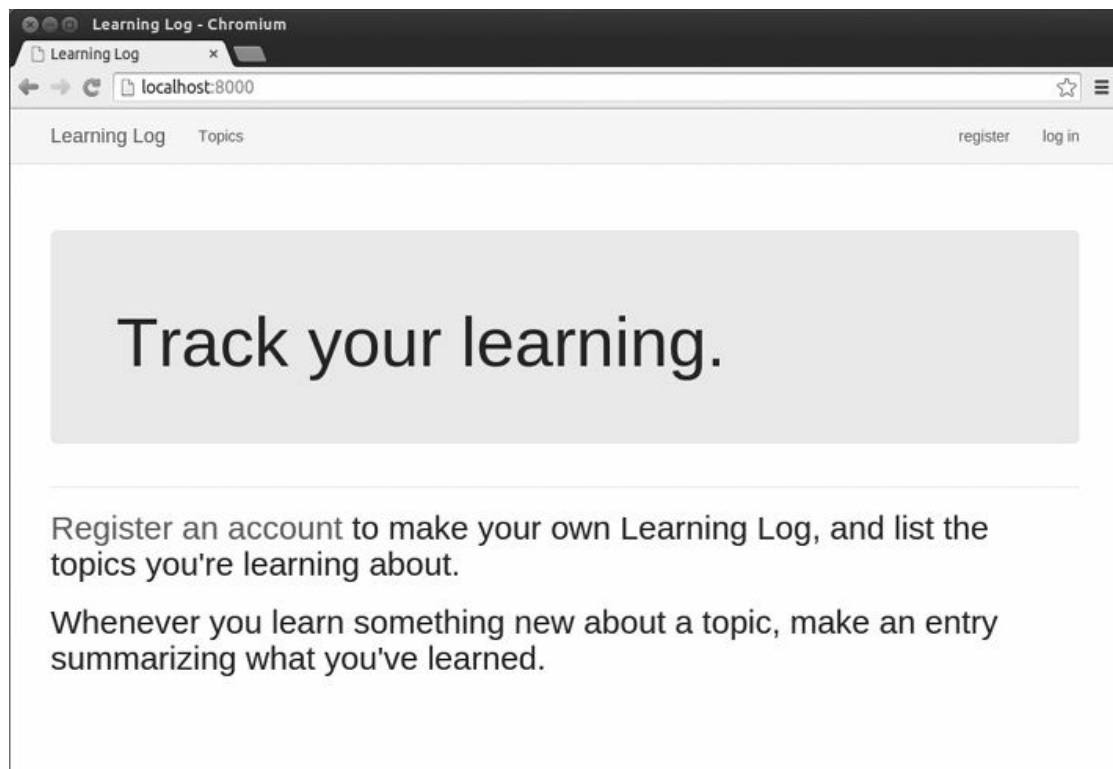 Learning Log - Chromium
Learning Log
localhost:8000
Learning Log Topics register log in
Track your learning.
Register an account to make your own Learning Log, and list the
topics you're learning about.
Whenever you learn something new about a topic, make an entry
summarizing what you've learned.